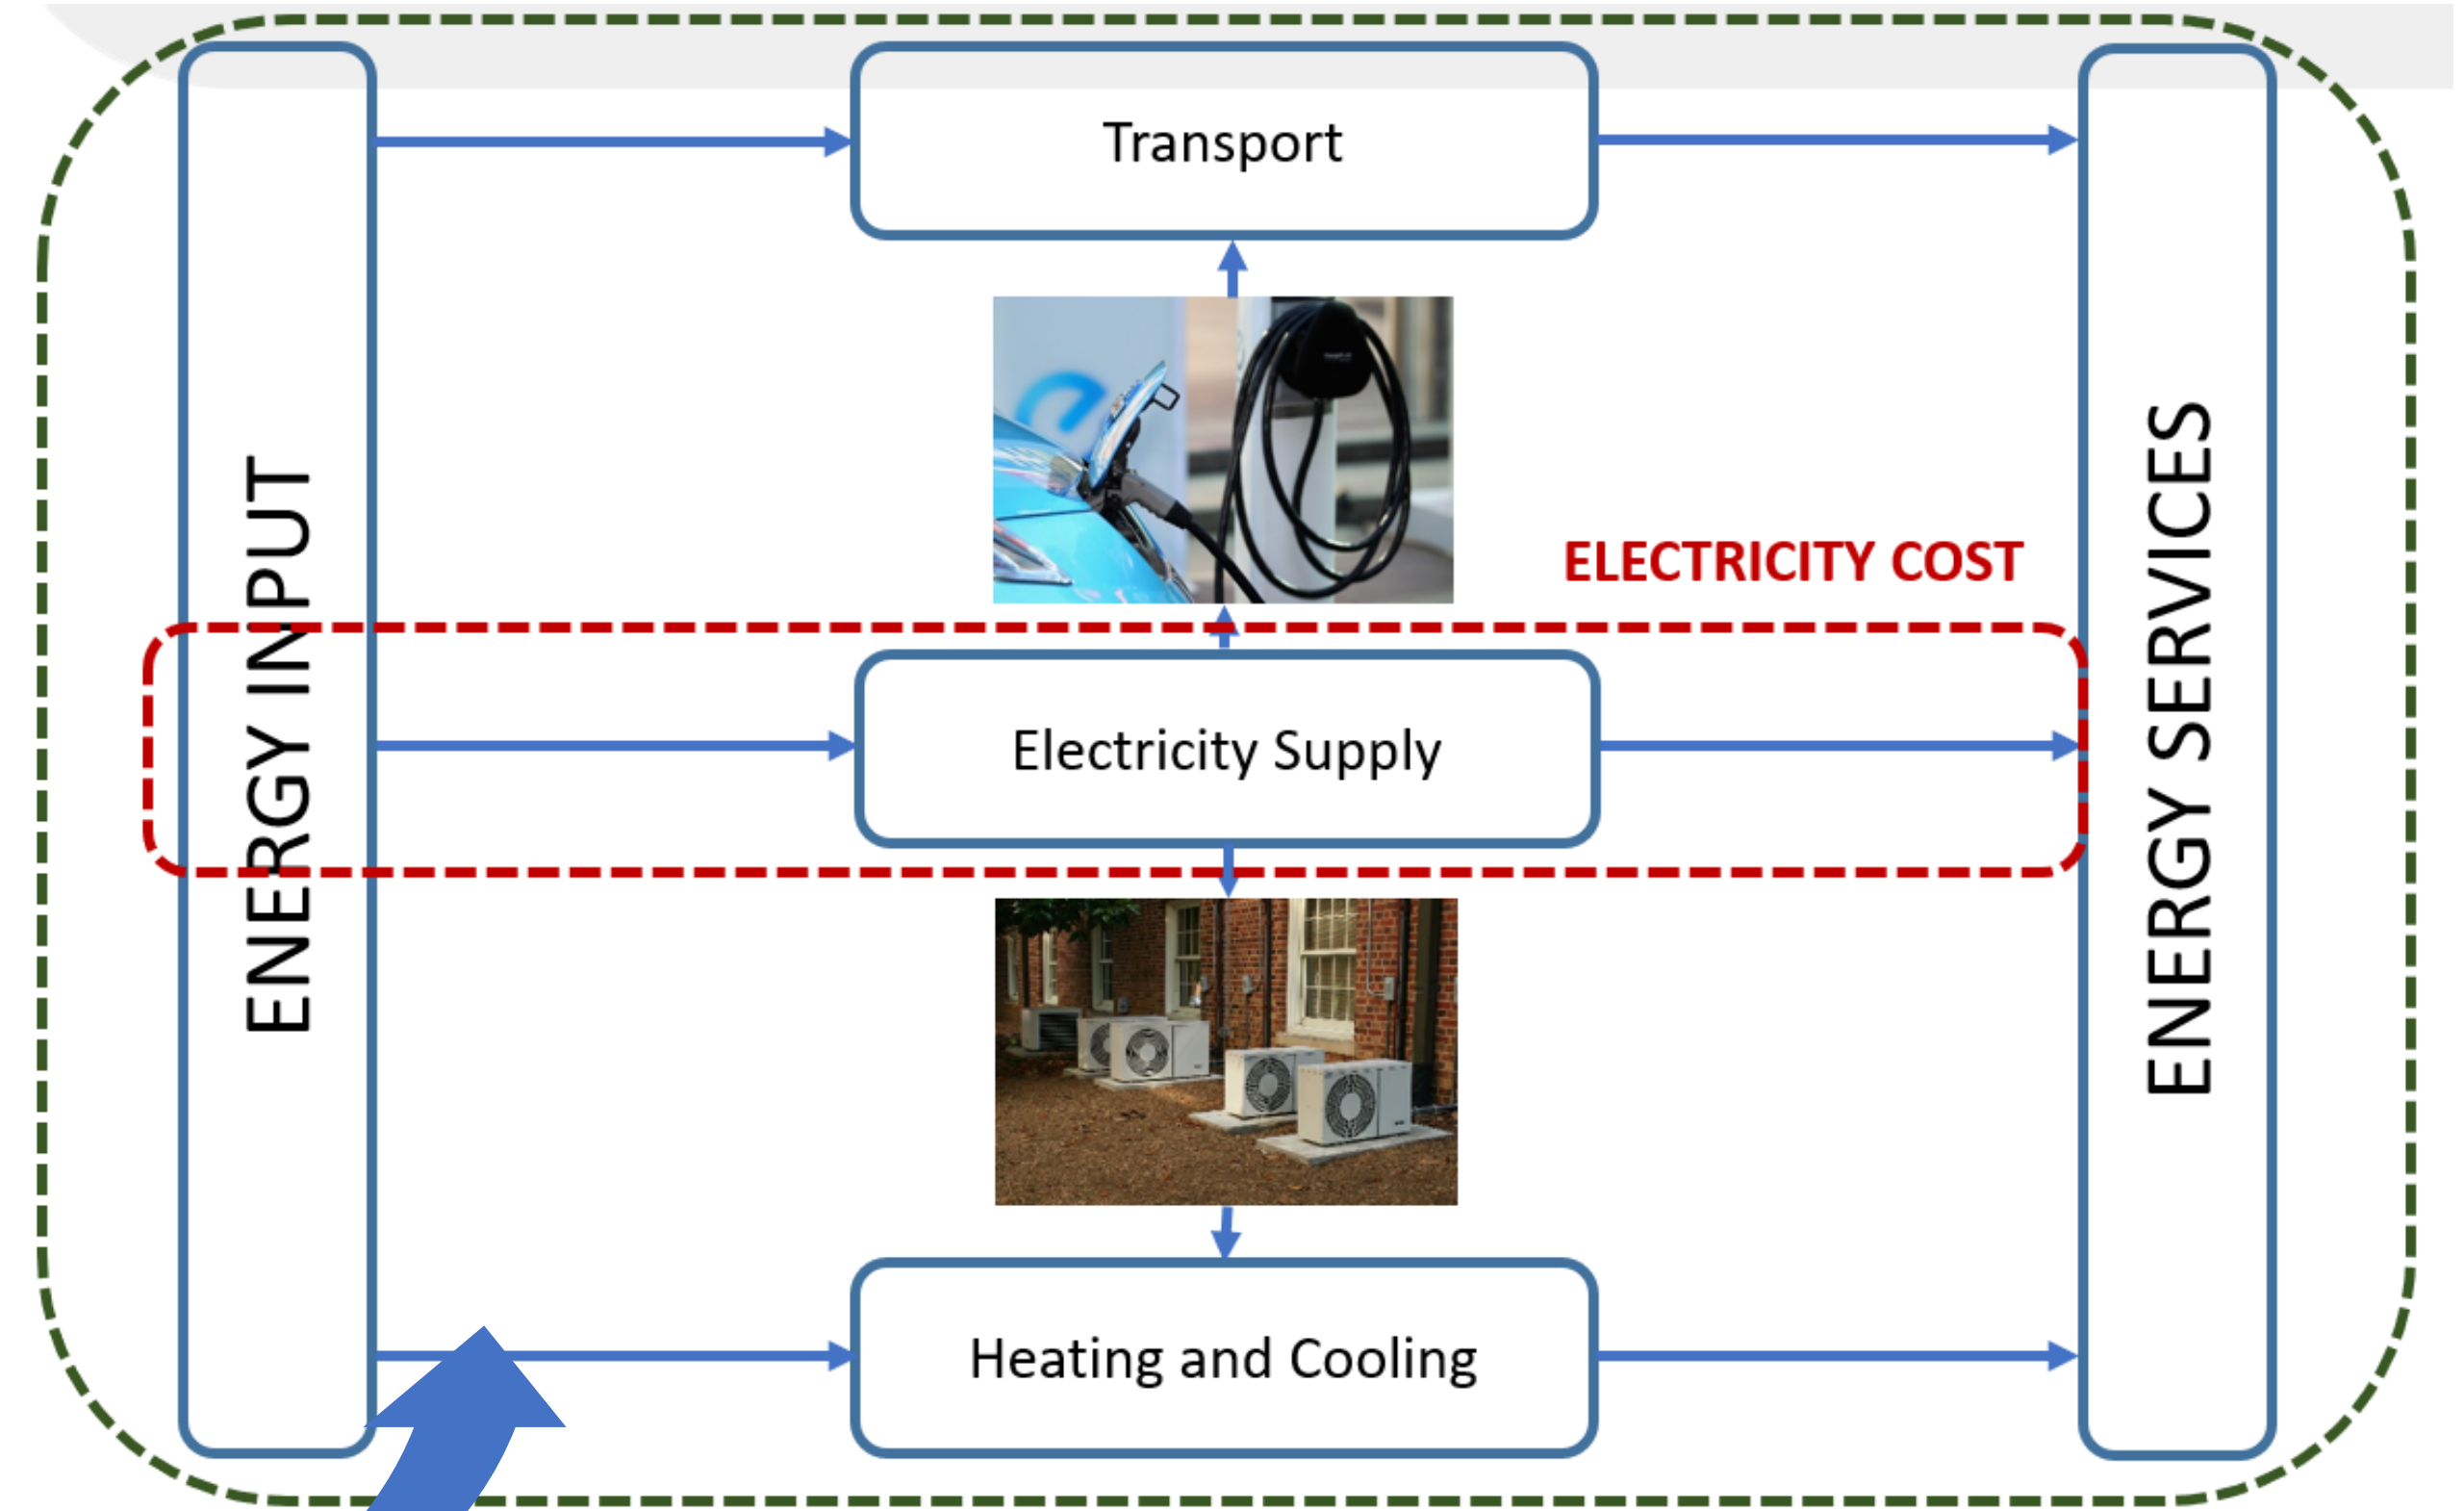 Transport
ENERGY INPUT
ELECTRICITY COST
Electricity Supply
ENERGY SERVICES
Heating and Cooling